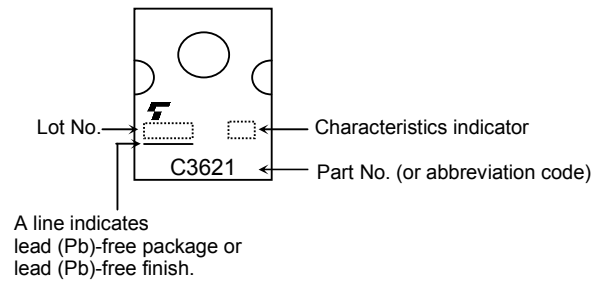 Lot No.
Characteristics indicator
C3621
Part No. (or abbreviation code)
A line indicates
lead (Pb)-free package or
lead (Pb)-free finish.